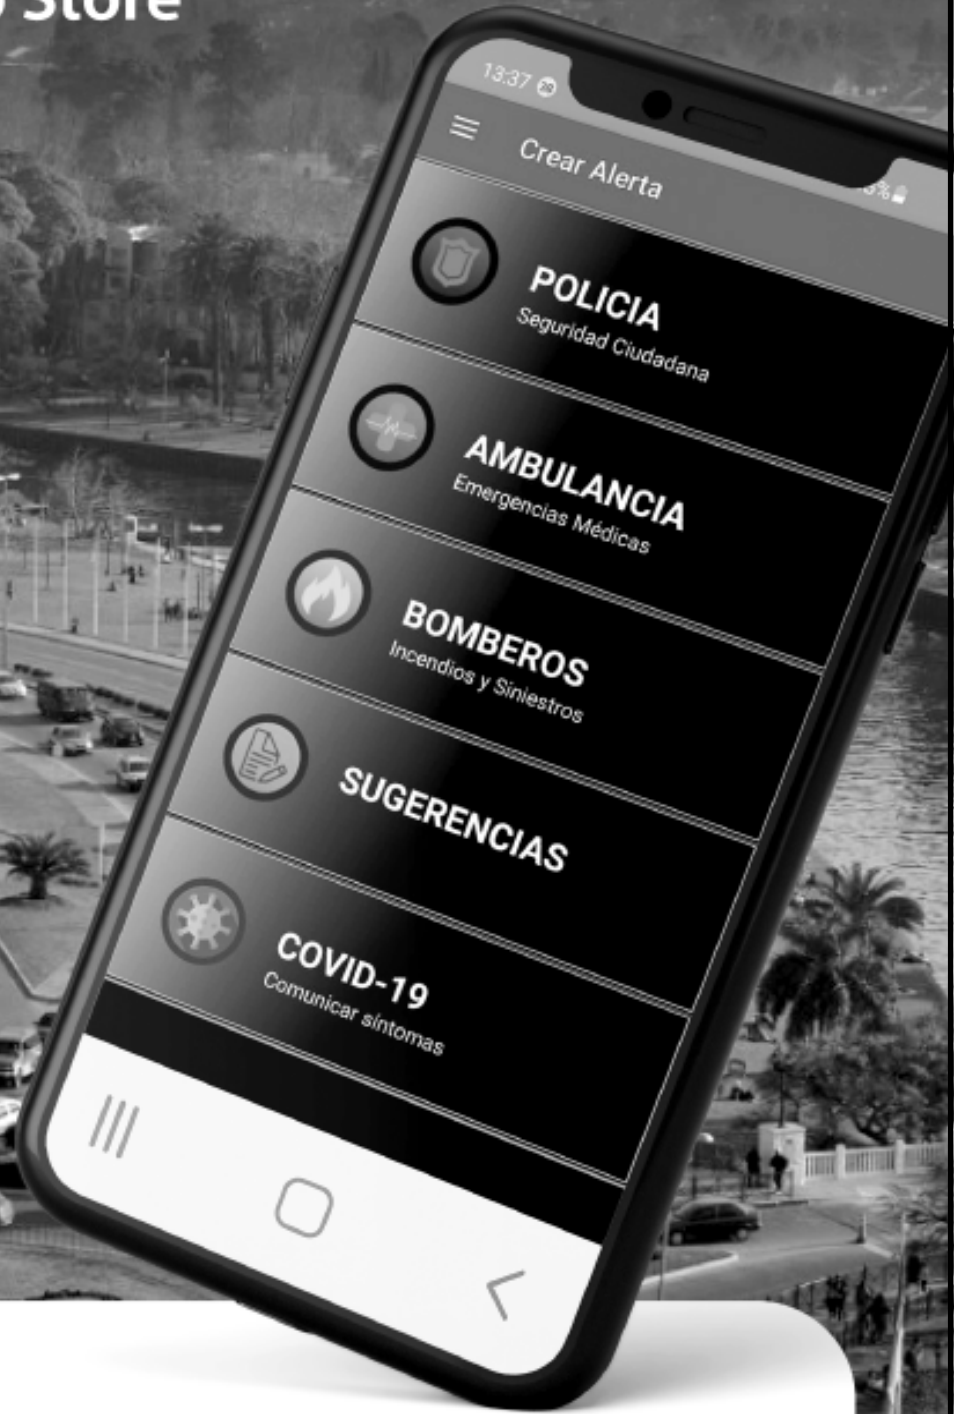 Store
13:37 29
Crear Alerta
POLICIA
Seguridad Ciudadana
AMBULANCIA
Emergencias Médicas
BOMBEROS
Incendios y Siniestros
SUGERENCIAS
COVID-19
Comunicar síntomas